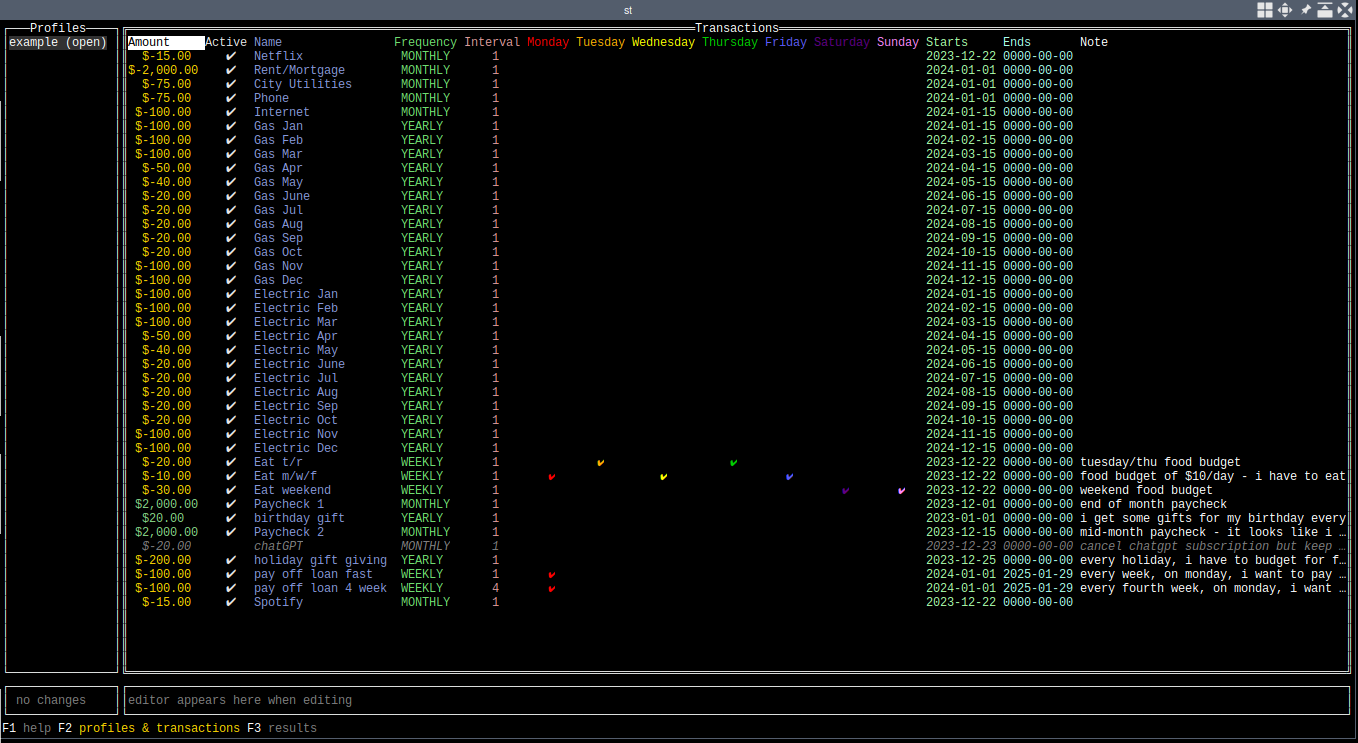 st
Profiles Transactions
example (open) Amount Active Name Frequency Interval Monday Tuesday Wednesday Thursday Friday Saturday Sunday Starts Ends Note
$-15.00 ✔ Netflix MONTHLY 1 2023-12-22 0000-00-00
$-2,000.00 ✔ Rent/Mortgage MONTHLY 1 2024-01-01 0000-00-00
$-75.00 ✔ City Utilities MONTHLY 1 2024-01-01 0000-00-00
$-75.00 ✔ Phone MONTHLY 1 2024-01-01 0000-00-00
$-100.00 ✔ Internet MONTHLY 1 2024-01-15 0000-00-00
$-100.00 ✔ Gas Jan YEARLY 1 2024-01-15 0000-00-00
$-100.00 ✔ Gas Feb YEARLY 1 2024-02-15 0000-00-00
$-100.00 ✔ Gas Mar YEARLY 1 2024-03-15 0000-00-00
$-50.00 ✔ Gas Apr YEARLY 1 2024-04-15 0000-00-00
$-40.00 ✔ Gas May YEARLY 1 2024-05-15 0000-00-00
$-20.00 ✔ Gas June YEARLY 1 2024-06-15 0000-00-00
$-20.00 ✔ Gas Jul YEARLY 1 2024-07-15 0000-00-00
$-20.00 ✔ Gas Aug YEARLY 1 2024-08-15 0000-00-00
$-20.00 ✔ Gas Sep YEARLY 1 2024-09-15 0000-00-00
$-20.00 ✔ Gas Oct YEARLY 1 2024-10-15 0000-00-00
$-100.00 ✔ Gas Nov YEARLY 1 2024-11-15 0000-00-00
$-100.00 ✔ Gas Dec YEARLY 1 2024-12-15 0000-00-00
$-100.00 ✔ Electric Jan YEARLY 1 2024-01-15 0000-00-00
$-100.00 ✔ Electric Feb YEARLY 1 2024-02-15 0000-00-00
$-100.00 ✔ Electric Mar YEARLY 1 2024-03-15 0000-00-00
$-50.00 ✔ Electric Apr YEARLY 1 2024-04-15 0000-00-00
$-40.00 ✔ Electric May YEARLY 1 2024-05-15 0000-00-00
$-20.00 ✔ Electric June YEARLY 1 2024-06-15 0000-00-00
$-20.00 ✔ Electric Jul YEARLY 1 2024-07-15 0000-00-00
$-20.00 ✔ Electric Aug YEARLY 1 2024-08-15 0000-00-00
$-20.00 ✔ Electric Sep YEARLY 1 2024-09-15 0000-00-00
$-20.00 ✔ Electric Oct YEARLY 1 2024-10-15 0000-00-00
$-100.00 ✔ Electric Nov YEARLY 1 2024-11-15 0000-00-00
$-100.00 ✔ Electric Dec YEARLY 1 2024-12-15 0000-00-00
$-20.00 ✔ Eat t/r WEEKLY 1 ✔ ✔ 2023-12-22 0000-00-00 tuesday/thu food budget
$-10.00 ✔ Eat m/w/f WEEKLY 1 ✔ ✔ ✔ 2023-12-22 0000-00-00 food budget of $10/day - i have to eat
$-30.00 ✔ Eat weekend WEEKLY 1 ✔ ✔ 2023-12-22 0000-00-00 weekend food budget
$2,000.00 ✔ Paycheck 1 MONTHLY 1 2023-01-01 0000-00-00 end of month paycheck
$20.00 ✔ birthday gift YEARLY 1 2023-01-01 0000-00-00 i get some gifts for my birthday every
$2,000.00 ✔ Paycheck 2 MONTHLY 1 2023-12-15 0000-00-00 mid-month paycheck - it looks like i …
$-20.00 chatGPT MONTHLY 1 2023-12-23 0000-00-00 cancel chatgpt subscription but keep …
$-200.00 ✔ holiday gift giving YEARLY 1 2023-12-25 0000-00-00 every holiday, i have to budget for f…
$-100.00 ✔ pay off loan fast WEEKLY 1 ✔ 2024-01-01 2025-01-29 every week, on monday, i want to pay …
$-100.00 ✔ pay off loan 4 week WEEKLY 4 ✔ 2024-01-01 2025-01-29 every fourth week, on monday, i want …
$-15.00 ✔ Spotify MONTHLY 1 2023-12-22 0000-00-00
no changes editor appears here when editing
F1 help F2 profiles & transactions F3 results